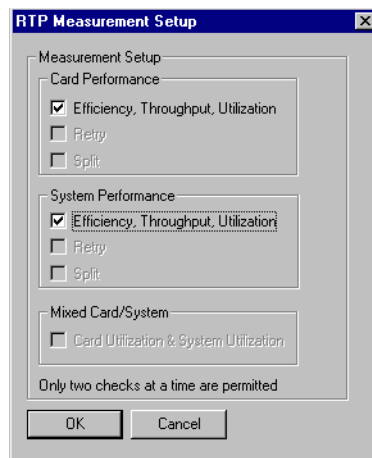 RTP Measurement Setup
Measurement Setup
Card Performance
Efficiency, Throughput, Utilization
Retry
Split
System Performance
Efficiency, Throughput, Utilization
Retry
Split
Mixed Card/System
Card Utilization & System Utilization
Only two checks at a time are permitted
OK Cancel